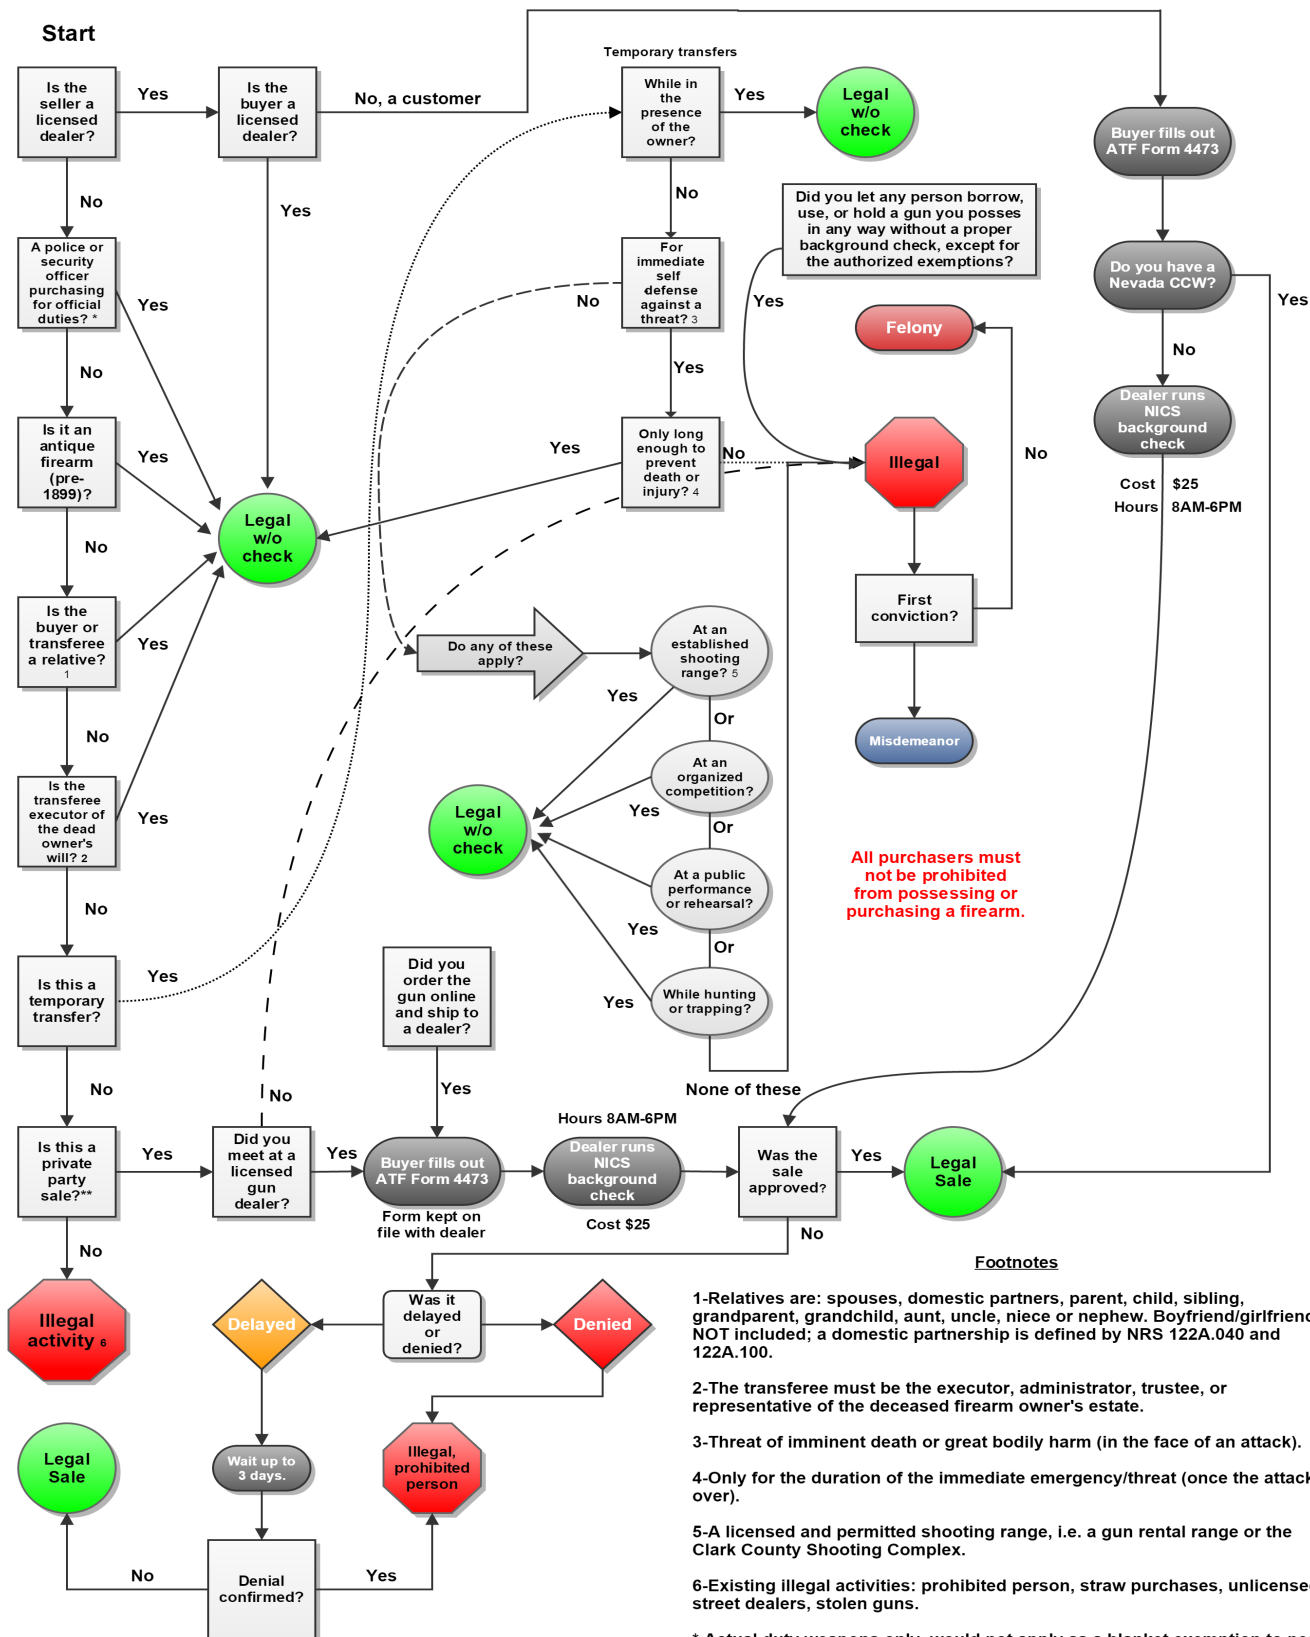 Start
Temporary transfers
Is the
seller a
licensed
dealer?
Yes
Is the
buyer a
licensed
dealer?
No, a customer
While in
the
presence
of the
owner?
Yes
Legal
w/o
check
Buyer fills out
ATF Form 4473
No
Yes
No
Did you let any person borrow,
use, or hold a gun you posses
in any way without a proper
background check, except for
the authorized exemptions?
A police or
security
officer
purchasing
for official
duties? *
Yes
For
immediate
self
defense
against a
threat? 3
No
Yes
Do you have a
Nevada CCW?
Yes
Felony
No
No
Yes
Dealer runs
NICS
background
check
Is it an
antique
firearm
(pre-
1899)?
Yes
Yes
Only long
enough to
prevent
death or
injury? 4
No
Illegal
No
Cost $25
Hours 8AM-6PM
Legal
w/o
check
No
Is the
buyer or
transferee
a relative?
1
Yes
First
conviction?
Do any of these
apply?
At an
established
shooting
range? 5
Yes
Or
No
Misdemeanor
Is the
transferee
executor of
the dead
owner's
will? 2
Yes
Legal
w/o
check
At an
organized
competition?
Yes
Or
At a public
performance
or rehearsal?
Yes
Or
All purchasers must
not be prohibited
from possessing or
purchasing a firearm.
No
Is this a
temporary
transfer?
Yes
Did you
order the
gun online
and ship to
a dealer?
While hunting
or trapping?
Yes
No
No
Yes
None of these
Is this a
private
party
sale?**
Yes
Did you
meet at a
licensed
gun
dealer?
Yes
Buyer fills out
ATF Form 4473
Form kept on
file with dealer
Hours 8AM-6PM
Dealer runs
NICS
background
check
Cost $25
Was the
sale
approved?
Yes
Legal
Sale
No
No
Illegal
activity 6
Delayed
Was it
delayed
or
denied?
Denied
Legal
Sale
Wait up to
3 days.
Illegal,
prohibited
person
No
Denial
confirmed?
Yes
Footnotes
1-Relatives are: spouses, domestic partners, parent, child, sibling,
grandparent, grandchild, aunt, uncle, niece or nephew. Boyfriend/girlfriend
NOT included; a domestic partnership is defined by NRS 122A.040 and
122A.100.
2-The transferee must be the executor, administrator, trustee, or
representative of the deceased firearm owner's estate.
3-Threat of imminent death or great bodily harm (in the face of an attack).
4-Only for the duration of the immediate emergency/threat (once the attack
over).
5-A licensed and permitted shooting range, i.e. a gun rental range or the
Clark County Shooting Complex.
6-Existing illegal activities: prohibited person, straw purchases, unlicensed
street dealers, stolen guns.